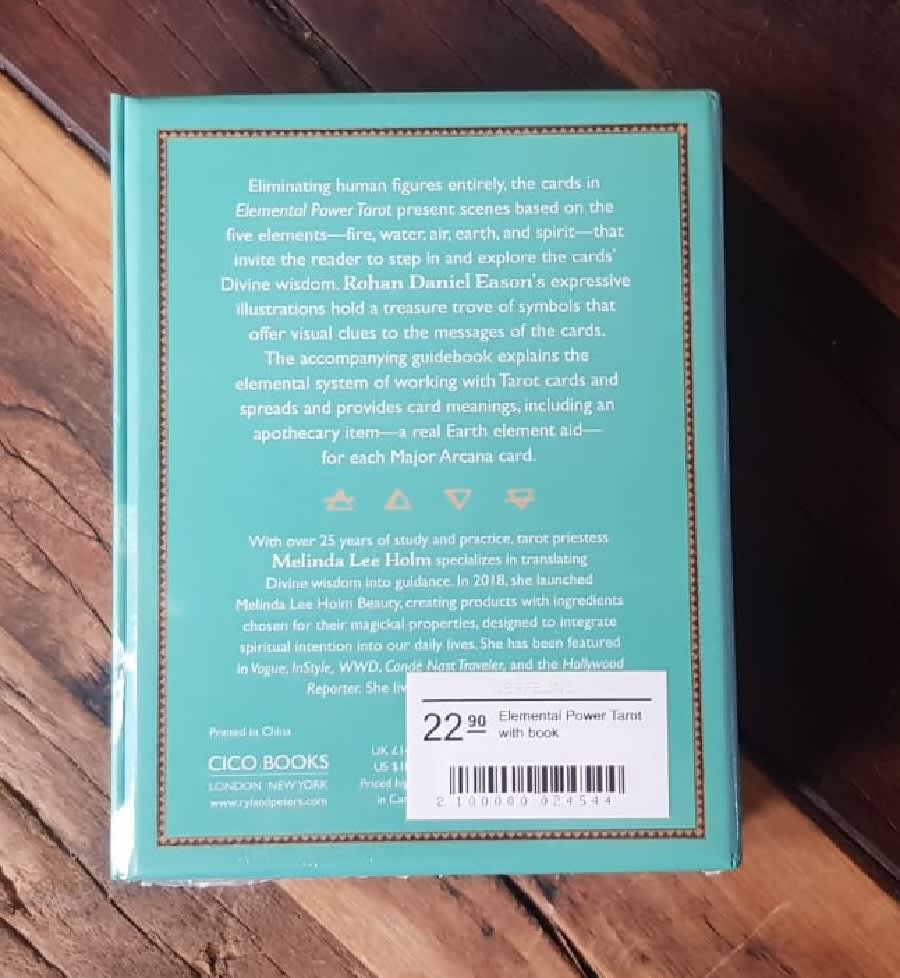 Eliminating human figures entirely, the cards in
Elemental Power Tarot present scenes based on the
five elements—fire, water, air, earth, and spirit—that
invite the reader to step in and explore the cards'
Divine wisdom. Rohan Daniel Eason's expressive
illustrations hold a treasure trove of symbols that
offer visual clues to the messages of the cards.
The accompanying guidebook explains the
elemental system of working with Tarot cards and
spreads and provides card meanings, including an
apothecary item—a real Earth element aid—
for each Major Arcana card.
With over 25 years of study and practice, tarot priestess
Melinda Lee Holm specializes in translating
Divine wisdom into guidance. In 2018, she launched
Melinda Lee Holm Beauty, creating products with ingredients
chosen for their magickal properties, designed to integrate
spiritual intention into our daily lives. She has been featured
in Vogue, InStyle, WWD, Condé Nast Traveler, and the Hollywood
Reporter. She
22 90 Elemental Power Tarot
with book
2 100000 024544
Printed in China
CICO BOOKS
LONDON NEW YORK
www.rylandpeters.com
UK
US
Priced
in